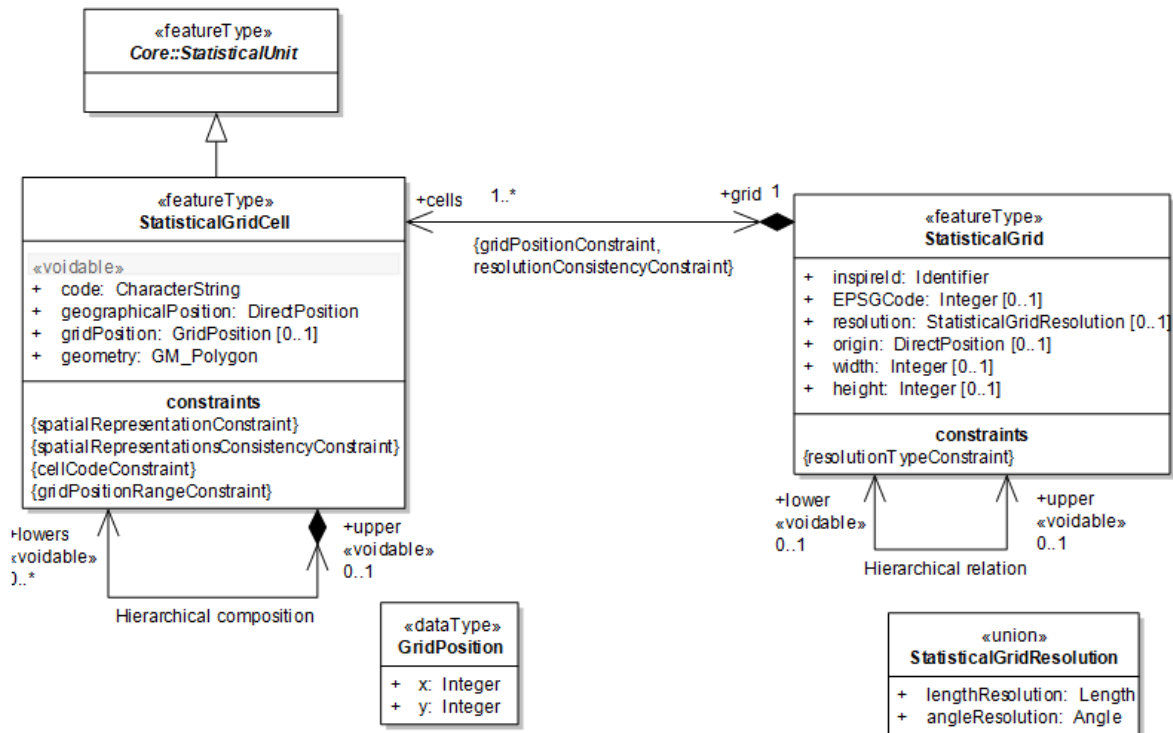 «featureType»
Core::StatisticalUnit
«featureType»
StatisticalGridCell
«voidable»
+ code: CharacterString
+ geographicalPosition: DirectPosition
+ gridPosition: GridPosition [0..1]
+ geometry: GM_Polygon
constraints
{spatialRepresentationConstraint}
{spatialRepresentationsConsistencyConstraint}
{cellCodeConstraint}
{gridPositionRangeConstraint}
+cells
1..*
+grid
1
{gridPositionConstraint,
resolutionConsistencyConstraint}
«featureType»
StatisticalGrid
+ inspireId: Identifier
+ EPSGCode: Integer [0..1]
+ resolution: StatisticalGridResolution [0..1]
+ origin: DirectPosition [0..1]
+ width: Integer [0..1]
+ height: Integer [0..1]
constraints
{resolutionTypeConstraint}
+lowers
«voidable»
0..*
+upper
«voidable»
0..1
Hierarchical composition
+lower
«voidable»
0..1
+upper
«voidable»
0..1
Hierarchical relation
«dataType»
GridPosition
+ x: Integer
+ y: Integer
«union»
StatisticalGridResolution
+ lengthResolution: Length
+ angleResolution: Angle